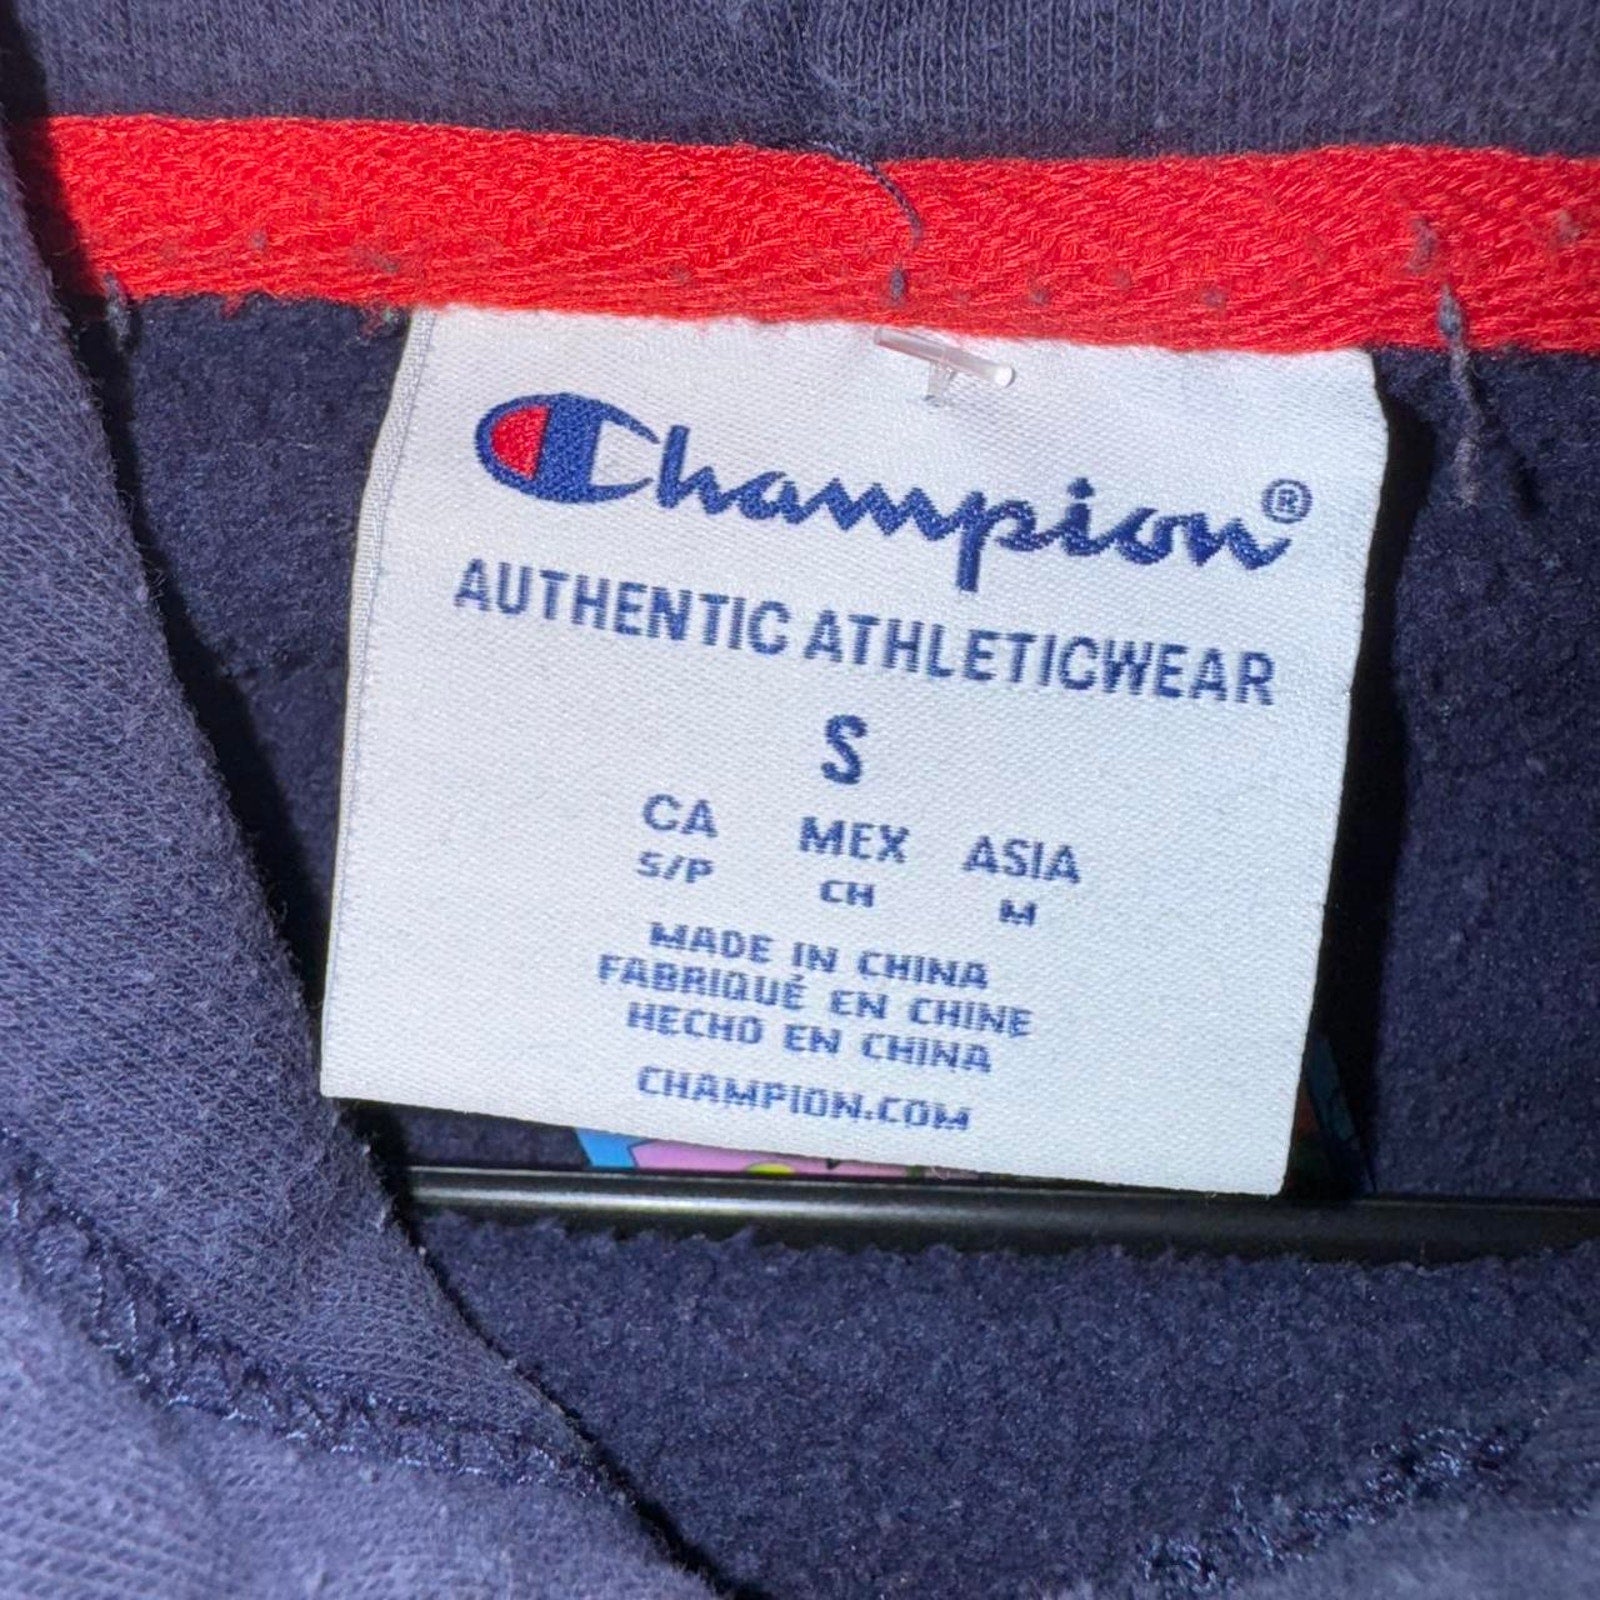 Champion®
AUTHENTIC ATHLETICWEAR
S
CA MEX ASIA
S/P CH M
MADE IN CHINA
FABRIQUÉ EN CHINE
HECHO EN CHINA
CHAMPION.COM